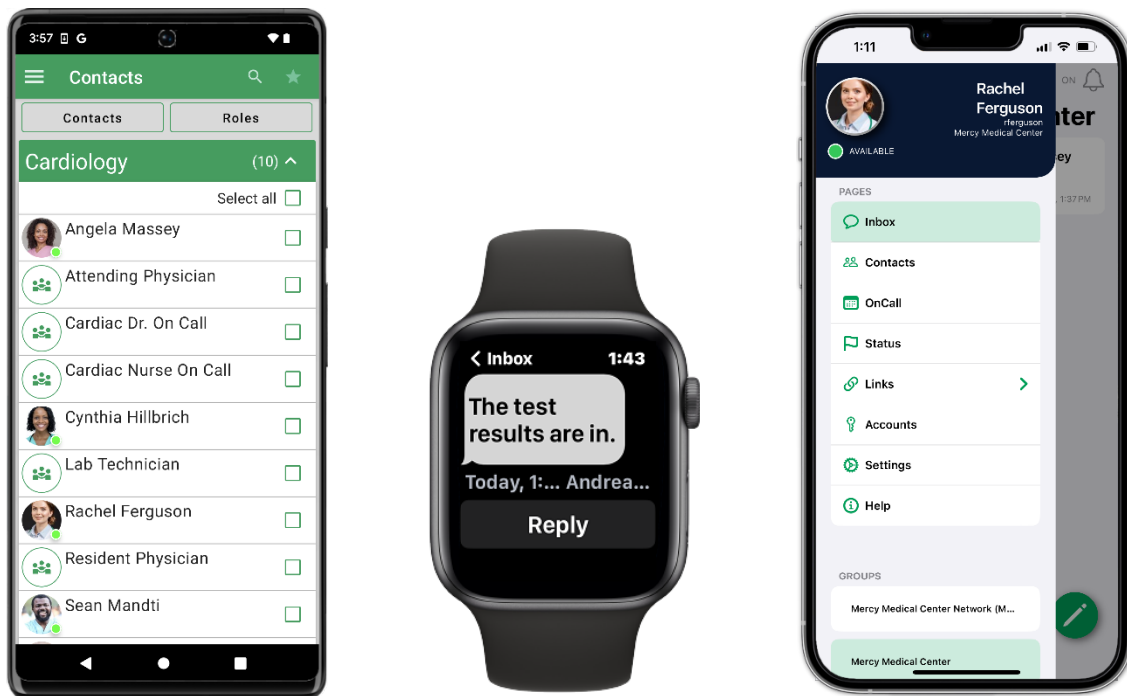 3:57 G
Contacts
Contacts Roles
Cardiology (10)
Select all
Angela Massey
Attending Physician
Cardiac Dr. On Call
Cardiac Nurse On Call
Cynthia Hillbrich
Lab Technician
Rachel Ferguson
Resident Physician
Sean Mandti
Inbox 1:43
The test
results are in.
Today, 1:... Andrea...
Reply
1:11
Rachel
Ferguson
rferguson
Mercy Medical Center
AVAILABLE
ON
nter
ey
1:37 PM
PAGES
Inbox
Contacts
OnCall
Status
Links
Accounts
Settings
Help
GROUPS
Mercy Medical Center Network (M...
Mercy Medical Center